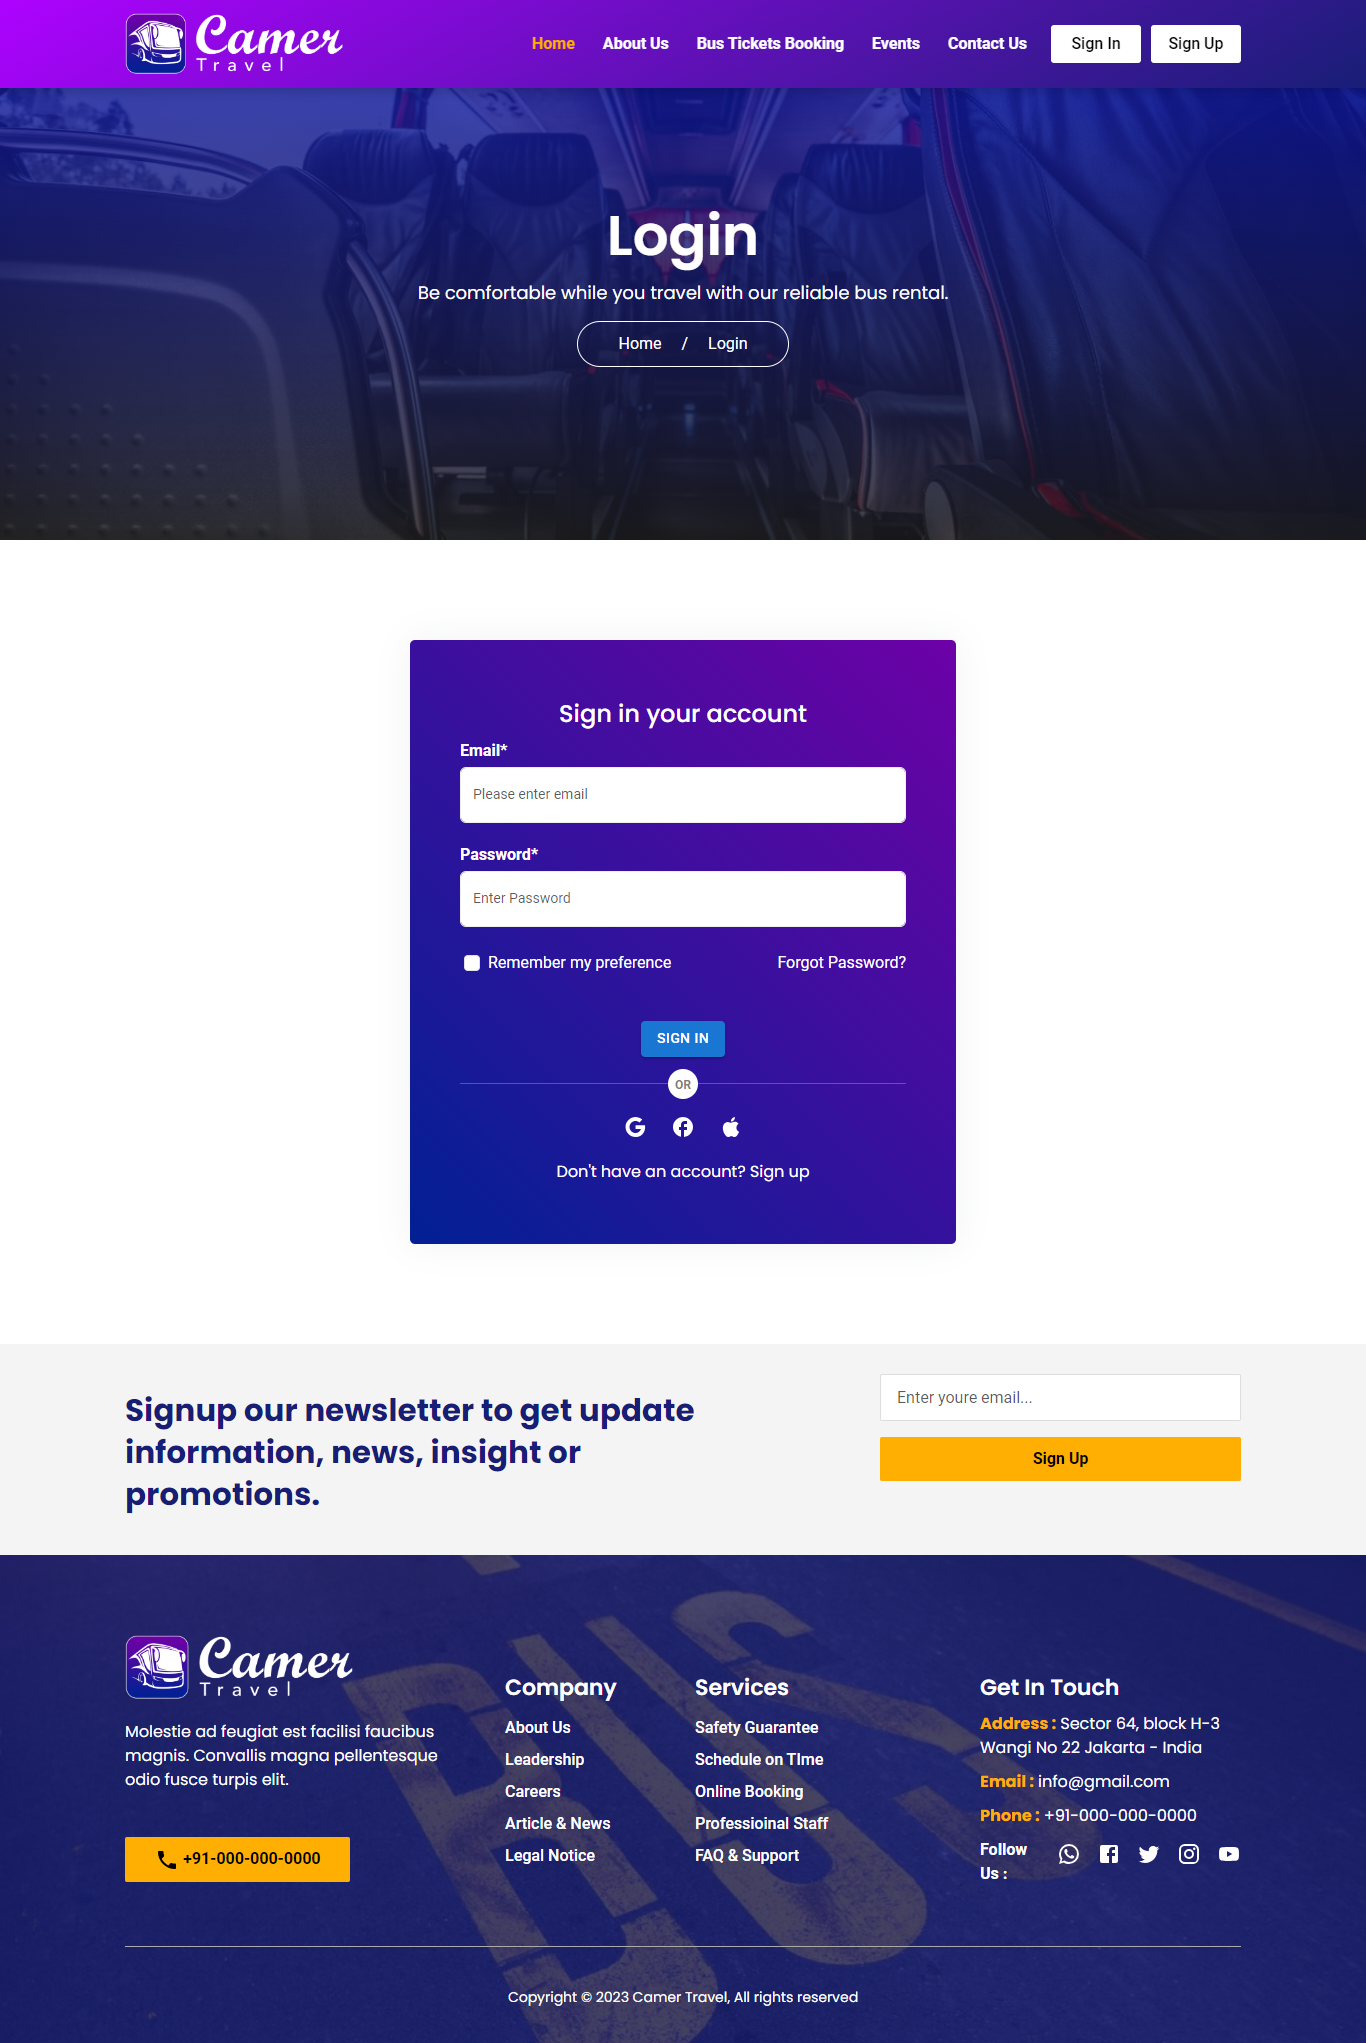 Camer
Travel
Home
About Us
Bus Tickets Booking
Events
Contact Us
Sign In
Sign Up
Login
Be comfortable while you travel with our reliable bus rental.
Home / Login
Sign in your account
Email*
Please enter email
Password*
Enter Password
Remember my preference
Forgot Password?
SIGN IN
OR
Don't have an account? Sign up
Signup our newsletter to get update
information, news, insight or
promotions.
Enter youre email...
Sign Up
Camer
Travel
Molestie ad feugiat est facilisi faucibus
magnis. Convallis magna pellentesque
odio fusce turpis elit.
+91-000-000-0000
Company
About Us
Leadership
Careers
Article & News
Legal Notice
Services
Safety Guarantee
Schedule on TIme
Online Booking
Professioinal Staff
FAQ & Support
Get In Touch
Address : Sector 64, block H-3
Wangi No 22 Jakarta - India
Email : info@gmail.com
Phone : +91-000-000-0000
Follow
Us :
BUS
Copyright © 2023 Camer Travel, All rights reserved